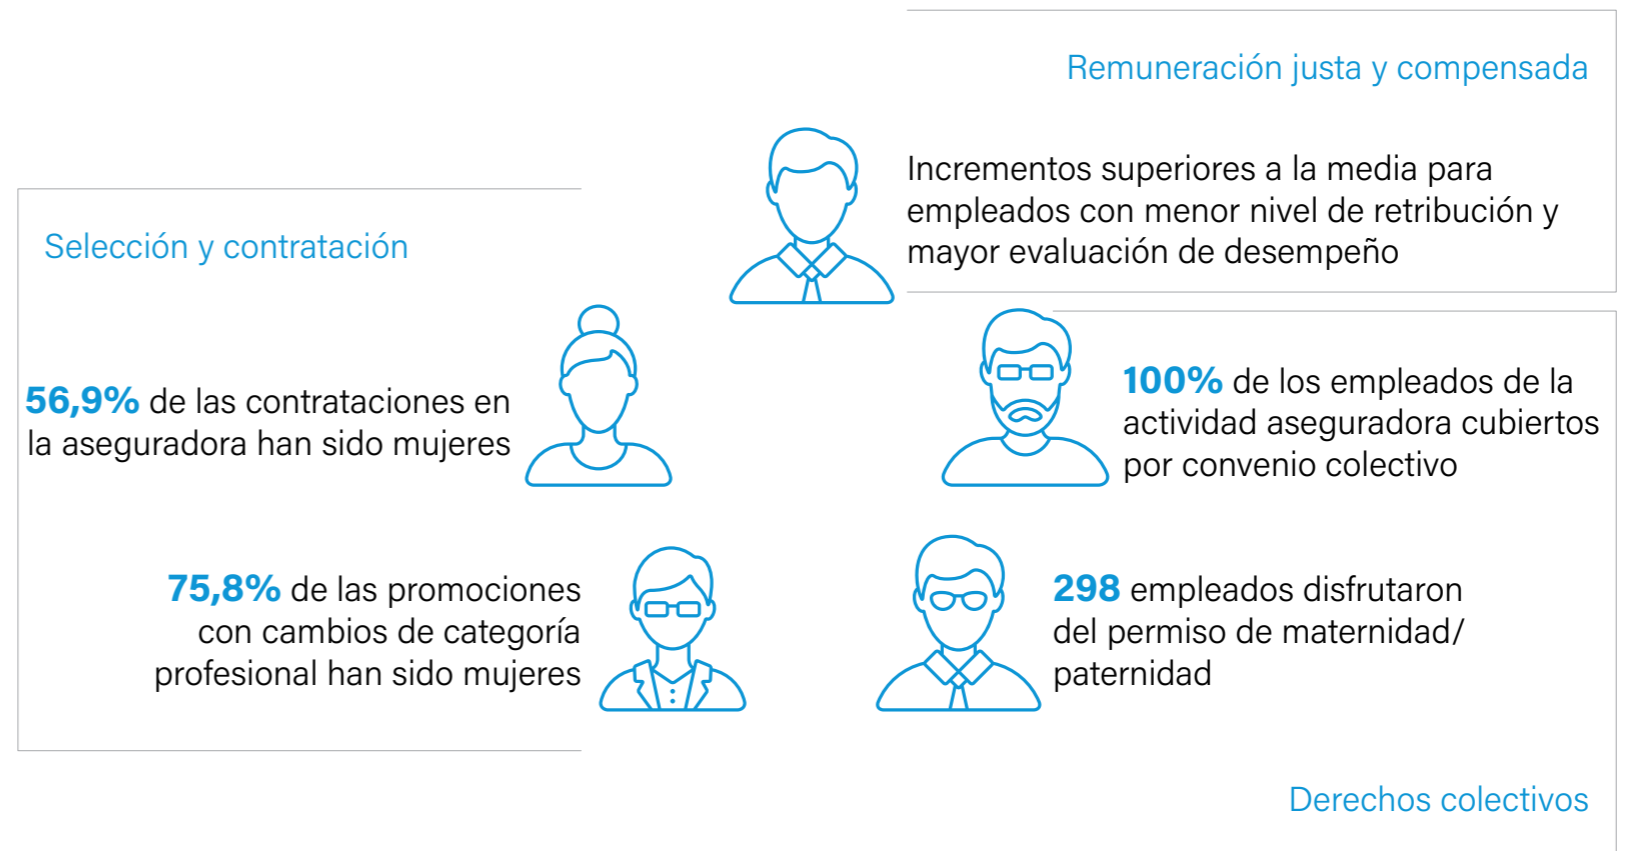 Remuneración justa y compensada
Incrementos superiores a la media para
empleados con menor nivel de retribución y
mayor evaluación de desempeño
Selección y contratación
56,9% de las contrataciones en
la aseguradora han sido mujeres
75,8% de las promociones
con cambios de categoría
profesional han sido mujeres
100% de los empleados de la
actividad aseguradora cubiertos
por convenio colectivo
298 empleados disfrutaron
del permiso de maternidad/
paternidad
Derechos colectivos